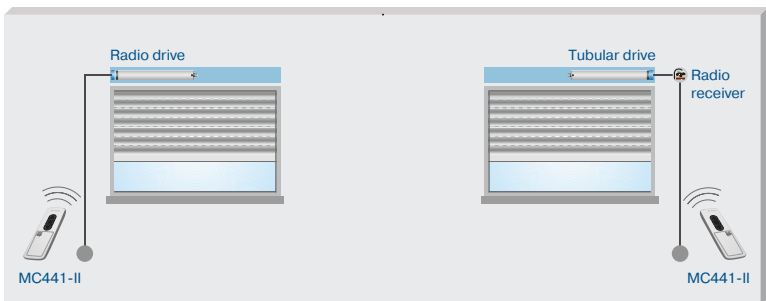 Radio drive
Tubular drive
Radio
receiver
MC441-II
MC441-II